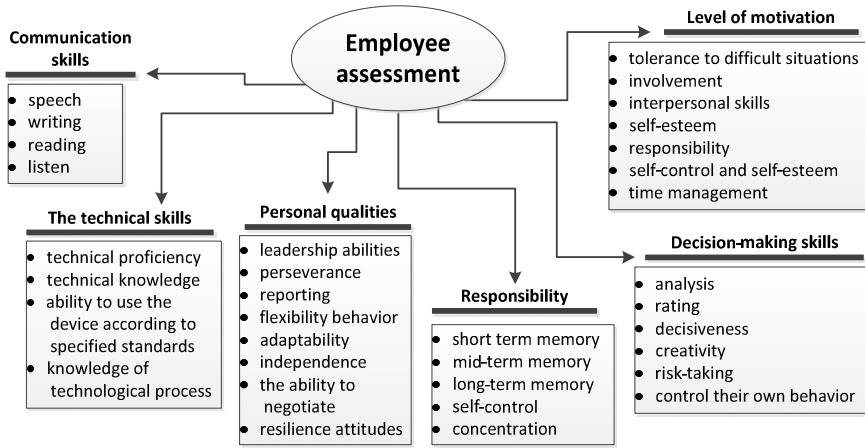 Employee
assessment
Communication
skills
• speech
• writing
• reading
• listen
The technical skills
• technical proficiency
• technical knowledge
• ability to use the
device according to
specified standards
• knowledge of
technological process
Personal qualities
• leadership abilities
• perseverance
• reporting
• flexibility behavior
• adaptability
• independence
• the ability to
negotiate
• resilience attitudes
Responsibility
• short term memory
• mid-term memory
• long-term memory
• self-control
• concentration
Level of motivation
• tolerance to difficult situations
• involvement
• interpersonal skills
• self-esteem
• responsibility
• self-control and self-esteem
• time management
Decision-making skills
• analysis
• rating
• decisiveness
• creativity
• risk-taking
• control their own behavior